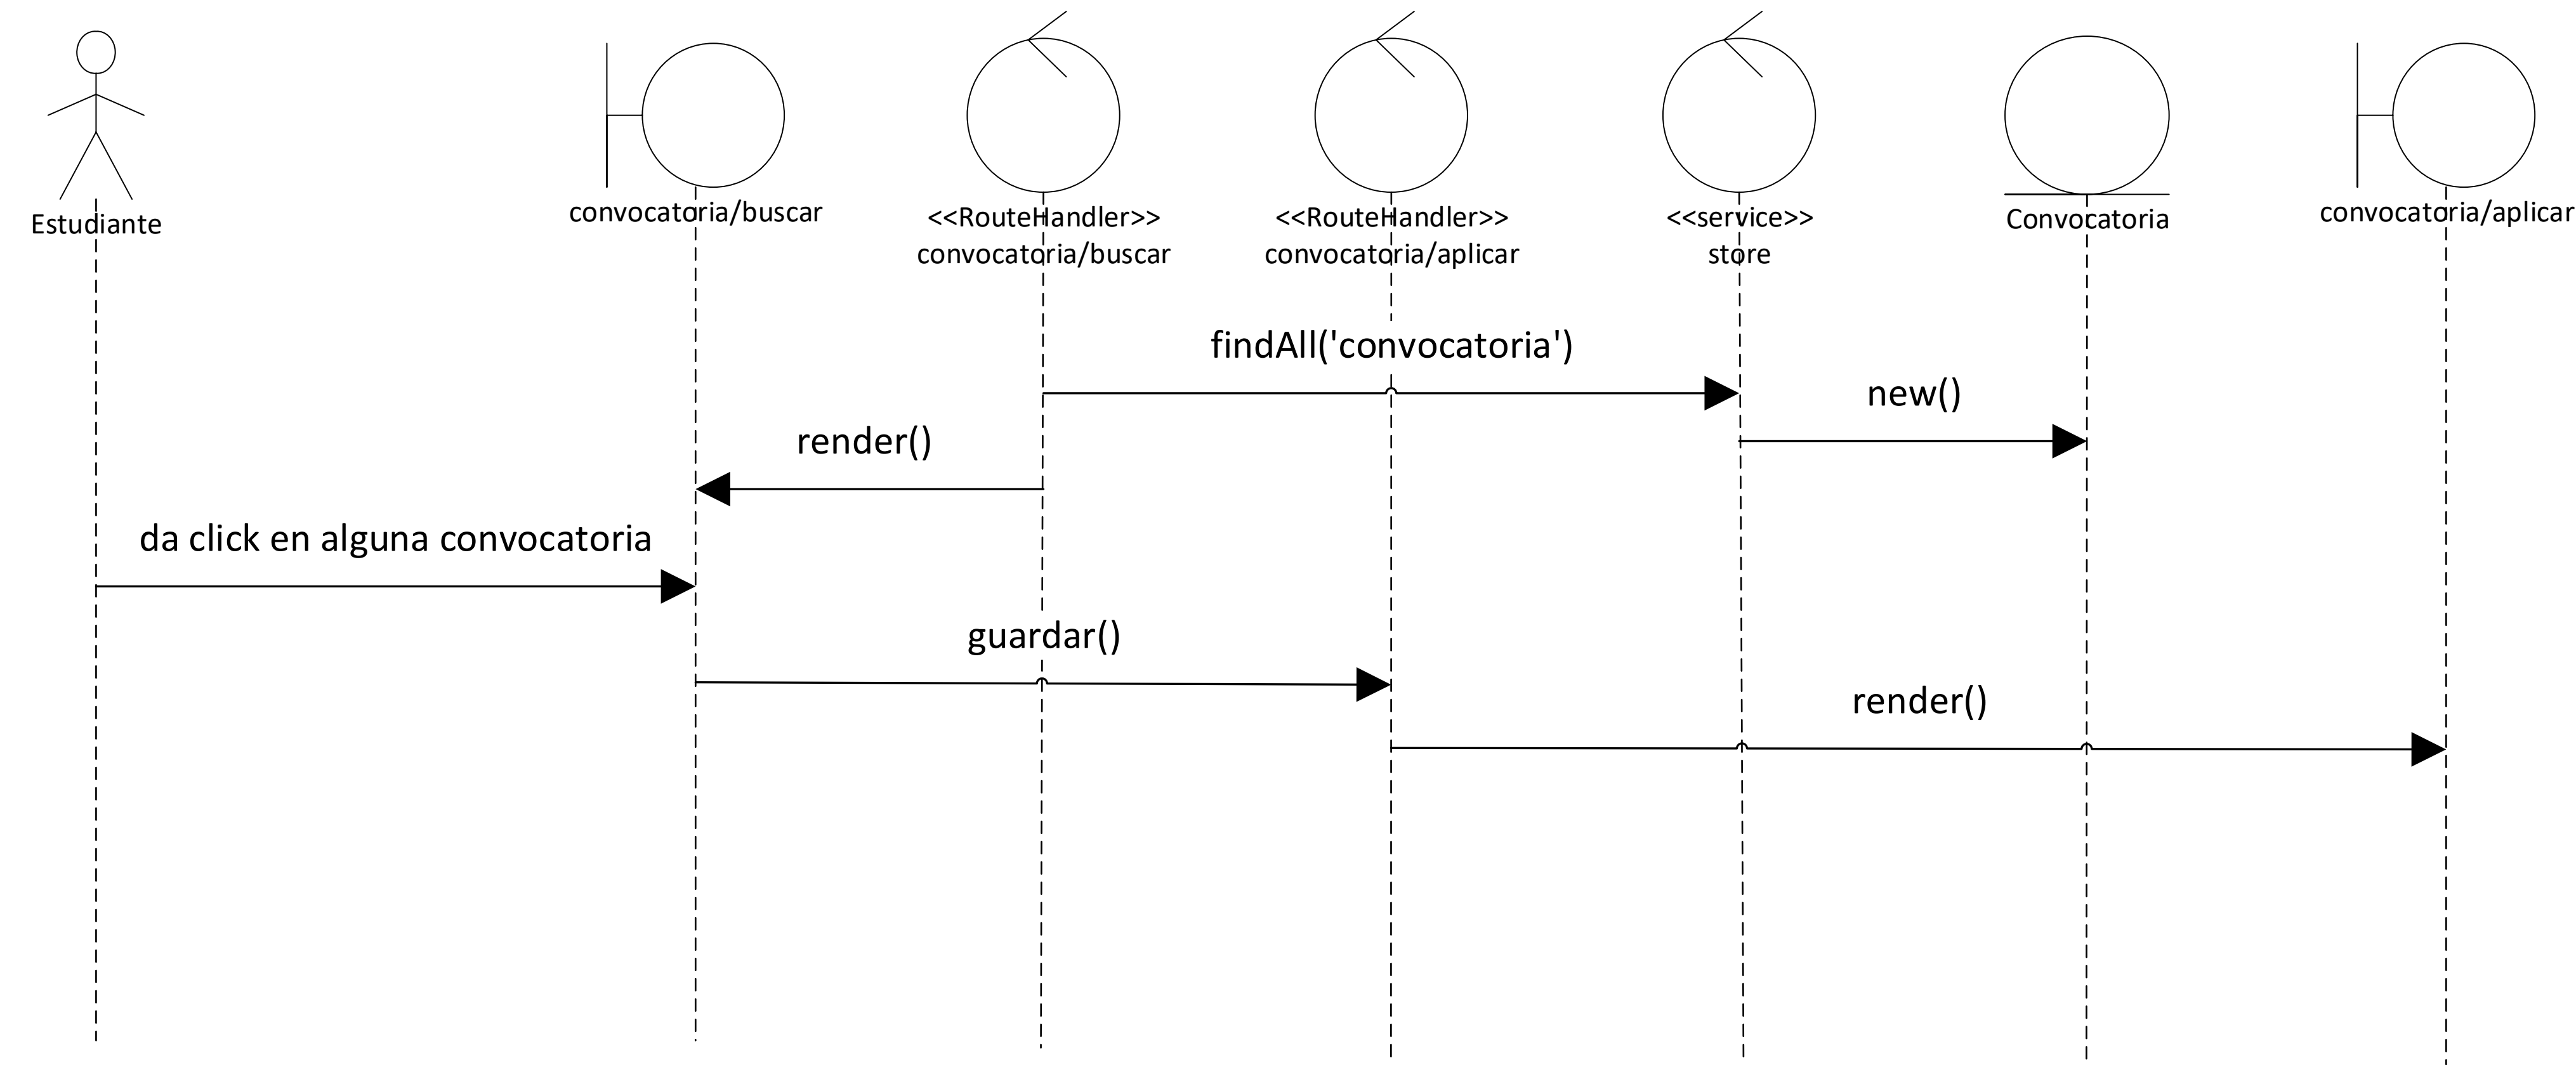 Estudiante
convocatoria/buscar
<<RouteHandler>>
convocatoria/buscar
<<RouteHandler>>
convocatoria/aplicar
<<service>>
store
Convocatoria
convocatoria/aplicar
findAll('convocatoria')
new()
render()
da click en alguna convocatoria
guardar()
render()